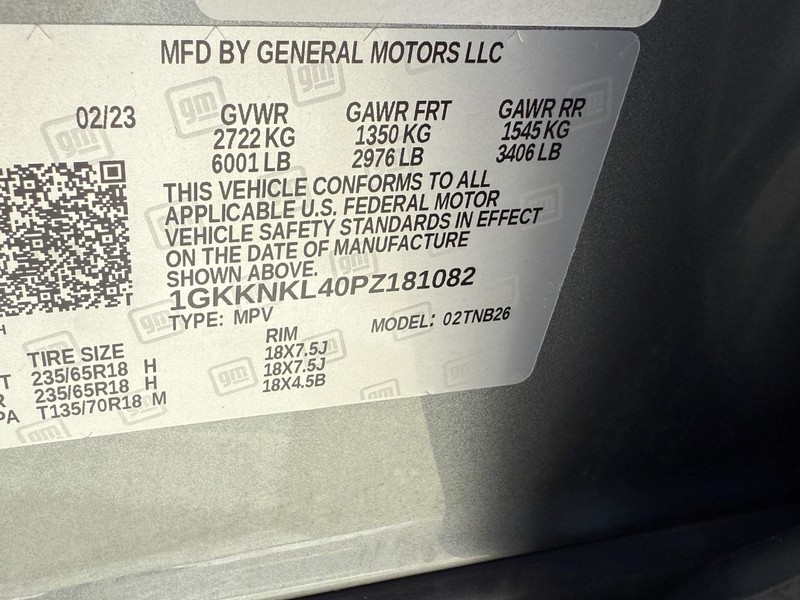 MFD BY GENERAL MOTORS LLC
02/23 GVWR GAWR FRT GAWR RR
2722 KG 1350 KG 1545 KG
6001 LB 2976 LB 3406 LB
THIS VEHICLE CONFORMS TO ALL
APPLICABLE U.S. FEDERAL MOTOR
VEHICLE SAFETY STANDARDS IN EFFECT
ON THE DATE OF MANUFACTURE
SHOWN ABOVE.
1GKKNKL40PZ181082
TYPE: MPV MODEL: 02TNB26
TIRE SIZE RIM
T 235/65R18 H 18X7.5J
R 235/65R18 H 18X7.5J
PA T135/70R18 M 18X4.5B